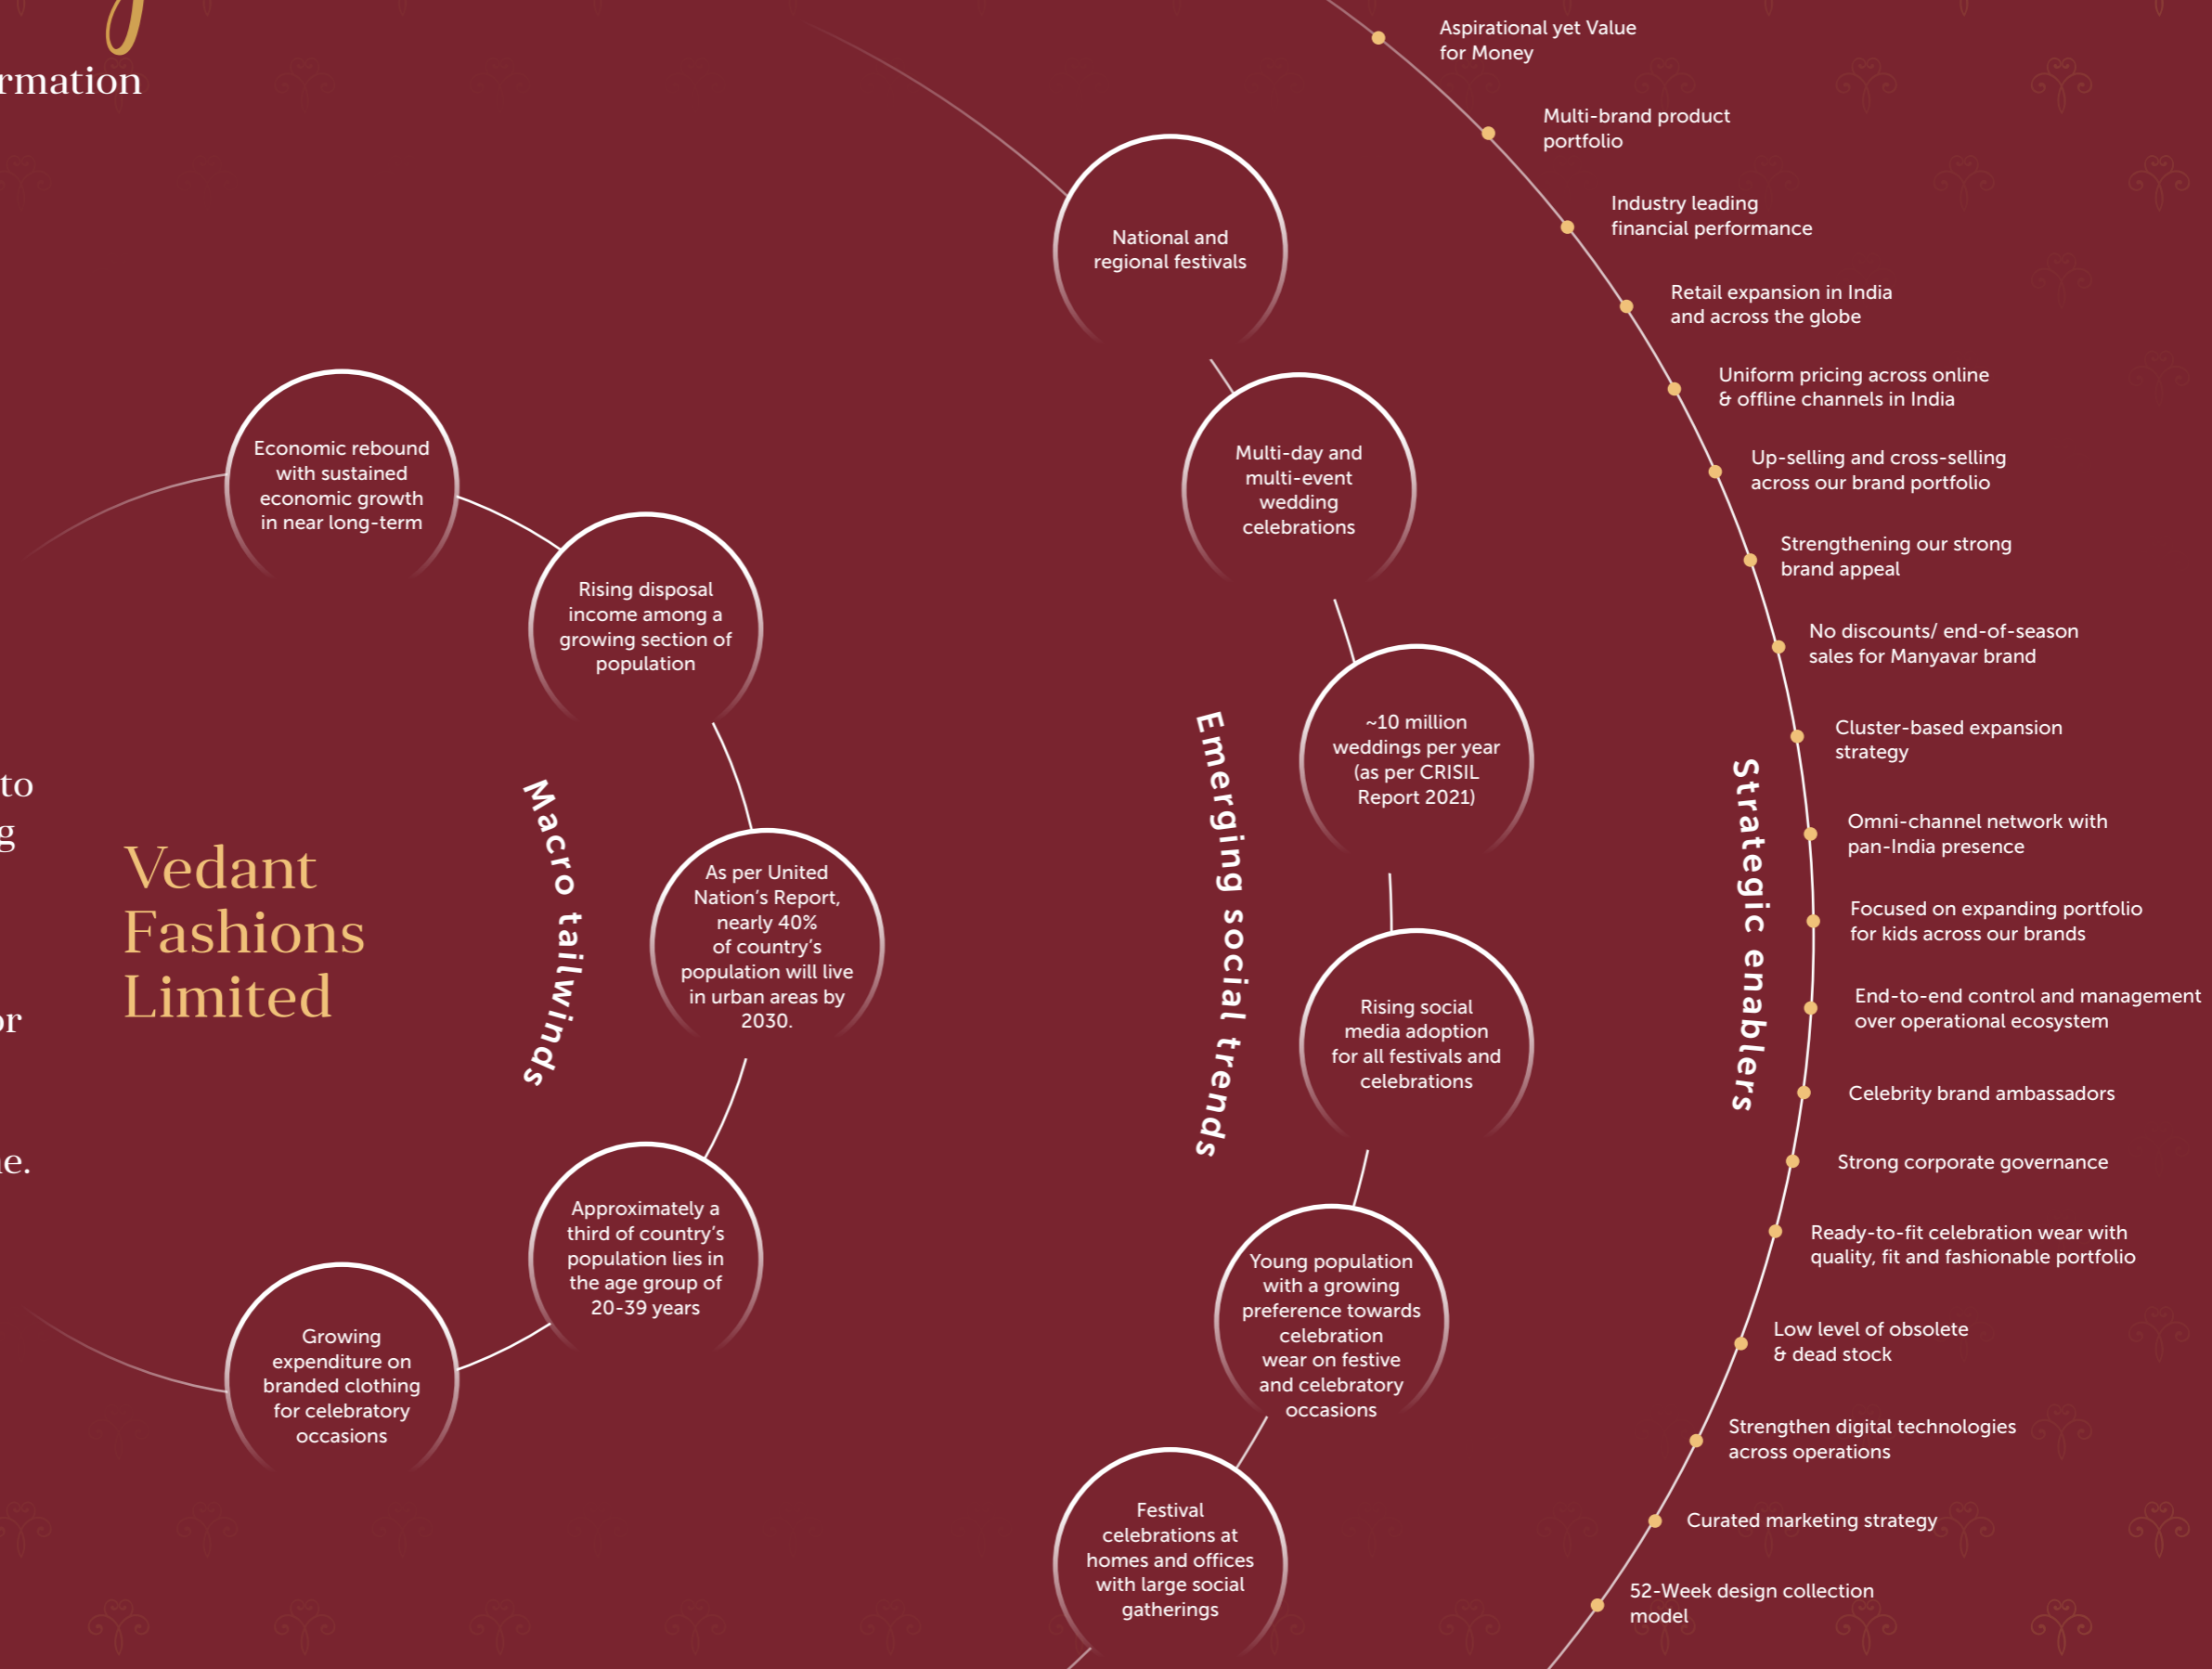 rmation
to
g
or
e.
Vedant
Fashions
Limited
Macro tailwinds
Economic rebound
with sustained
economic growth
in near long-term
Rising disposal
income among a
growing section of
population
As per United
Nation's Report,
nearly 40%
of country's
population will live
in urban areas by
2030.
Approximately a
third of country's
population lies in
the age group of
20-39 years
Growing
expenditure on
branded clothing
for celebratory
occasions
Emerging social trends
National and
regional festivals
Multi-day and
multi-event
wedding
celebrations
~10 million
weddings per year
(as per CRISIL
Report 2021)
Rising social
media adoption
for all festivals and
celebrations
Young population
with a growing
preference towards
celebration
wear on festive
and celebratory
occasions
Festival
celebrations at
homes and offices
with large social
gatherings
Strategic enablers
Aspirational yet Value
for Money
Multi-brand product
portfolio
Industry leading
financial performance
Retail expansion in India
and across the globe
Uniform pricing across online
& offline channels in India
Up-selling and cross-selling
across our brand portfolio
Strengthening our strong
brand appeal
No discounts/ end-of-season
sales for Manyavar brand
Cluster-based expansion
strategy
Omni-channel network with
pan-India presence
Focused on expanding portfolio
for kids across our brands
End-to-end control and management
over operational ecosystem
Celebrity brand ambassadors
Strong corporate governance
Ready-to-fit celebration wear with
quality, fit and fashionable portfolio
Low level of obsolete
& dead stock
Strengthen digital technologies
across operations
Curated marketing strategy
52-Week design collection
model